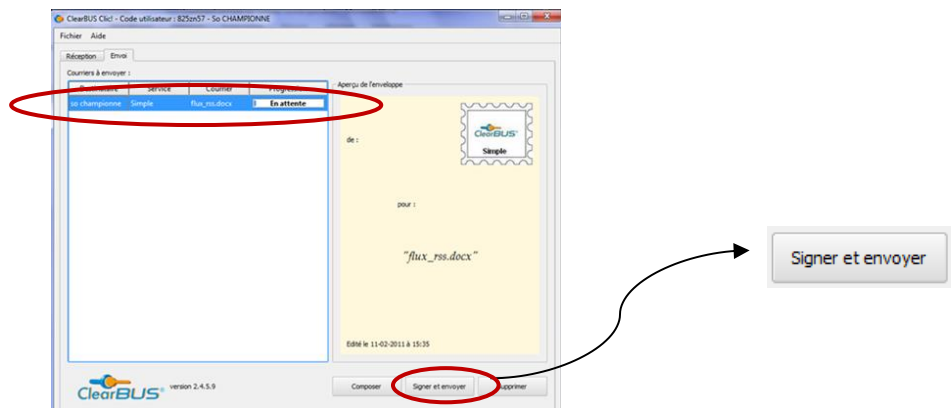 ClearBUS Clic! - Code utilisateur : 825zn57 - So CHAMPIONNE
Fichier Aide
Réception Envoi
Courriers à envoyer :
Service Courrier
so championne Simple flux_rss.docx En attente
Aperçu de l'enveloppe
ClearBUS
Simple
de :
pour :
"flux_rss.docx"
Edité le 11-02-2011 à 15:35
ClearBUS version 2.4.5.9
Composer Signer et envoyer Supprimer
Signer et envoyer